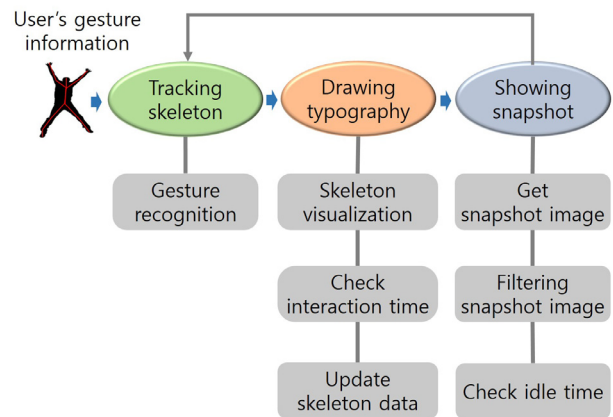 User's gesture
information
Tracking
skeleton
Drawing
typography
Showing
snapshot
Gesture
recognition
Skeleton
visualization
Get
snapshot image
Check
interaction time
Filtering
snapshot image
Update
skeleton data
Check idle time